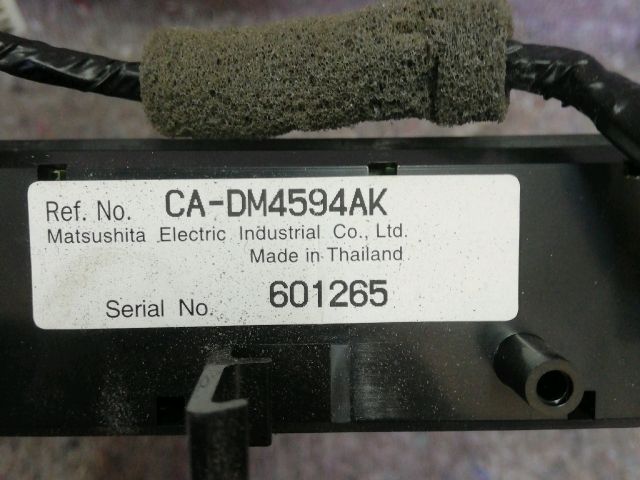 Ref. No. CA-DM4594AK
Matsushita Electric Industrial Co., Ltd.
Made in Thailand
Serial No. 601265